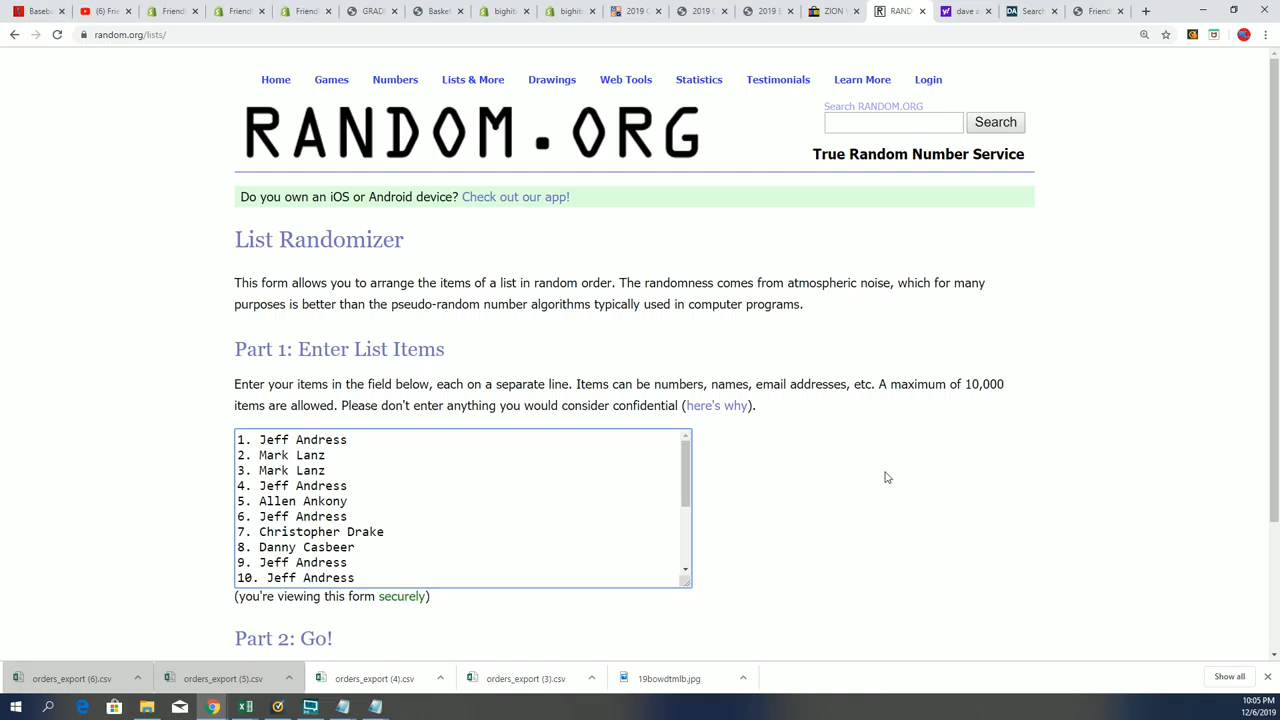 Baseb
(6) Frie
Friend
Friend
Friend
GRADE
Basket
bighit
bighit
2019 C
2019 C
2019 E
ZION
RAND
dave a
Search
Friend
random.org/lists/
Home Games Numbers Lists & More Drawings Web Tools Statistics Testimonials Learn More Login
RANDOM.ORG
Search RANDOM.ORG
Search
True Random Number Service
Do you own an iOS or Android device? Check out our app!
List Randomizer
This form allows you to arrange the items of a list in random order. The randomness comes from atmospheric noise, which for many
purposes is better than the pseudo-random number algorithms typically used in computer programs.
Part 1: Enter List Items
Enter your items in the field below, each on a separate line. Items can be numbers, names, email addresses, etc. A maximum of 10,000
items are allowed. Please don't enter anything you would consider confidential (here's why).
1. Jeff Andress
2. Mark Lanz
3. Mark Lanz
4. Jeff Andress
5. Allen Ankony
6. Jeff Andress
7. Christopher Drake
8. Danny Casbeer
9. Jeff Andress
10. Jeff Andress
(you're viewing this form securely)
Part 2: Go!
orders_export (6).csv
orders_export (5).csv
orders_export (4).csv
orders_export (3).csv
19bowdtmlb.jpg
Show all
10:05 PM
12/6/2019